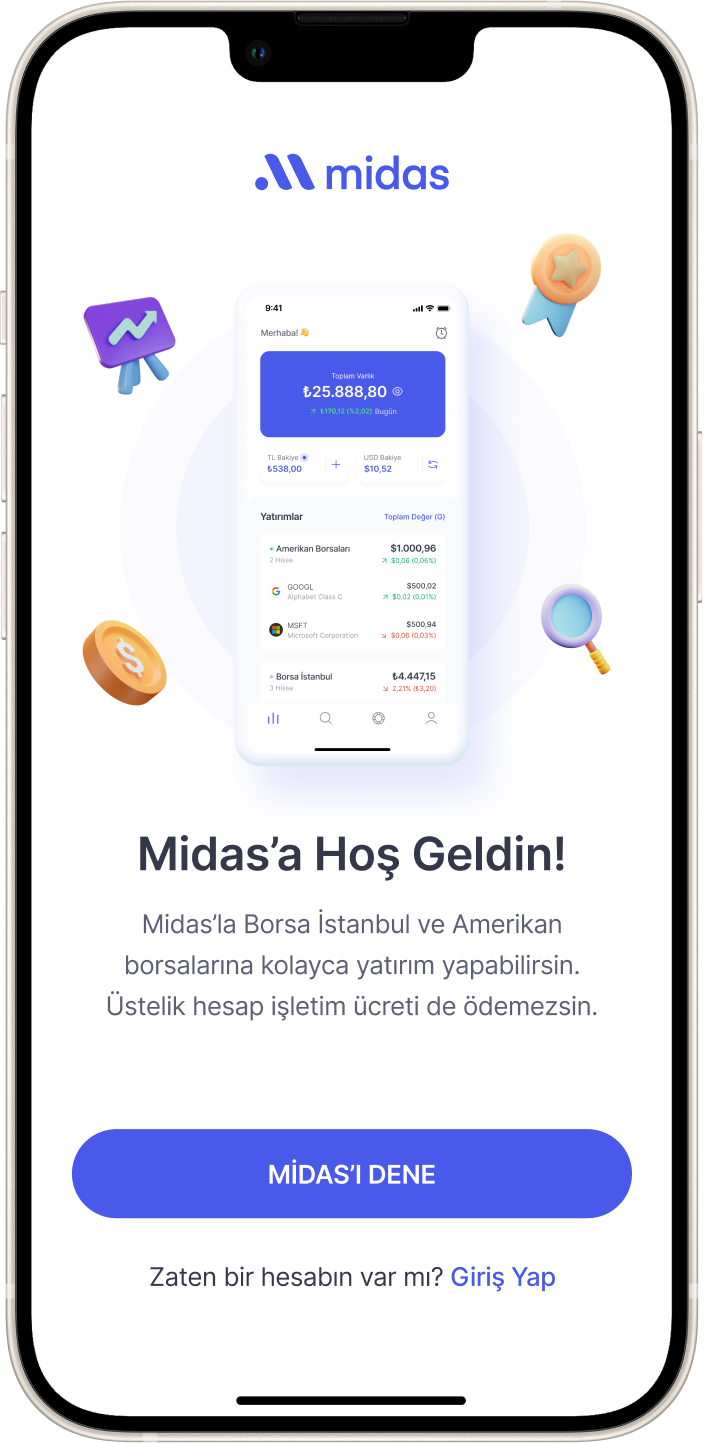 midas
9:41
Merhaba! 👋
Toplam Varlık
₺25.888,80
₺170,12 (%2,02) Bugün
TL Bakiye
USD Bakiye
₺538,00
$10,52
Yatırımlar
Toplam Değer (G)
Amerikan Borsaları
$1.000,96
2 Hisse
$0,06 (0,06%)
GOOGL
$500,02
Alphabet Class C
$0,02 (0,01%)
MSFT
$500,94
Microsoft Corporation
$0,06 (0,03%)
Borsa İstanbul
₺4.447,15
3 Hisse
2,21% (₺3,20)
Midas’a Hoş Geldin!
Midas’la Borsa İstanbul ve Amerikan
borsalarına kolayca yatırım yapabilirsin.
Üstelik hesap işletim ücreti de ödemezsin.
MİDAS’I DENE
Zaten bir hesabın var mı? Giriş Yap